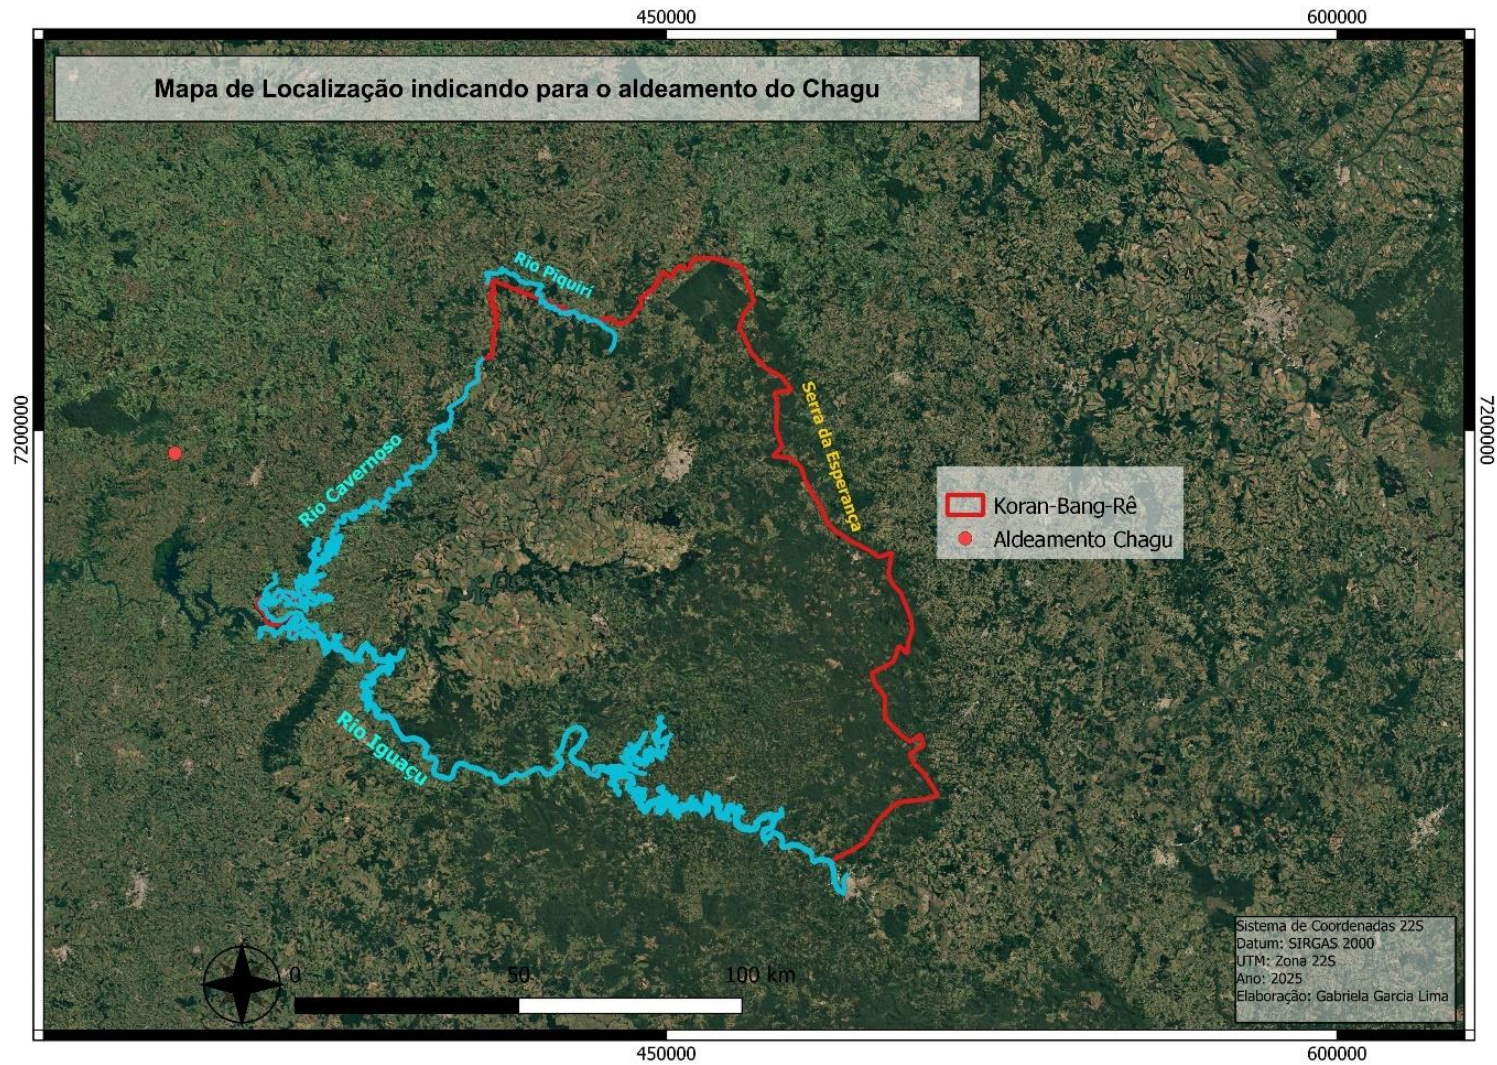 450000
600000
Mapa de Localização indicando para o aldeamento do Chagu
Rio Piquirí
Serra da Esperança
7200000
7200000
Rio Cavernoso
Koran-Bang-Rê
Aldeamento Chagu
Rio Iguaçu
Sistema de Coordenadas 22S
Datum: SIRGAS 2000
UTM: Zona 22S
Ano: 2025
Elaboração: Gabriela Garcia Lima
0 50 100 km
450000
600000